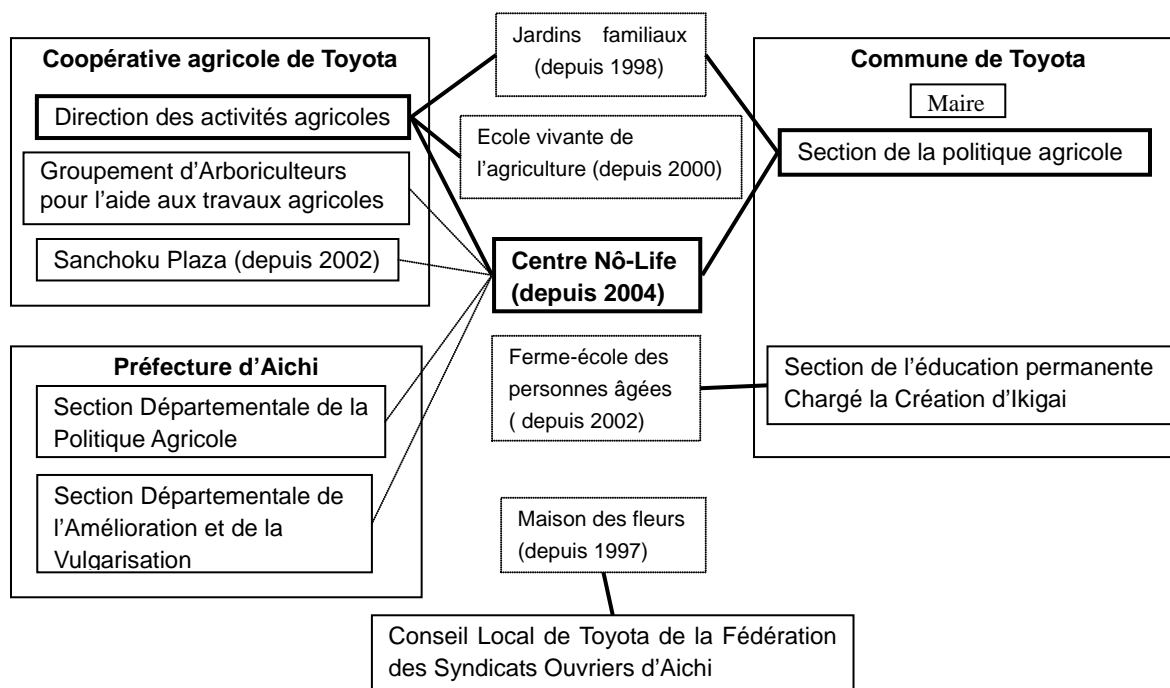 Coopérative agricole de Toyota
Direction des activités agricoles
Groupement d'Arboriculteurs
pour l'aide aux travaux agricoles
Sanchoku Plaza (depuis 2002)
Préfecture d'Aichi
Section Départementale de la
Politique Agricole
Section Départementale de
l'Amélioration et de la
Vulgarisation
Jardins familiaux
(depuis 1998)
Ecole vivante de
l'agriculture (depuis 2000)
Centre Nô-Life
(depuis 2004)
Ferme-école des
personnes âgées
( depuis 2002)
Maison des fleurs
(depuis 1997)
Conseil Local de Toyota de la Fédération
des Syndicats Ouvriers d'Aichi
Commune de Toyota
Maire
Section de la politique agricole
Section de l'éducation permanente
Chargé la Création d'Ikigai